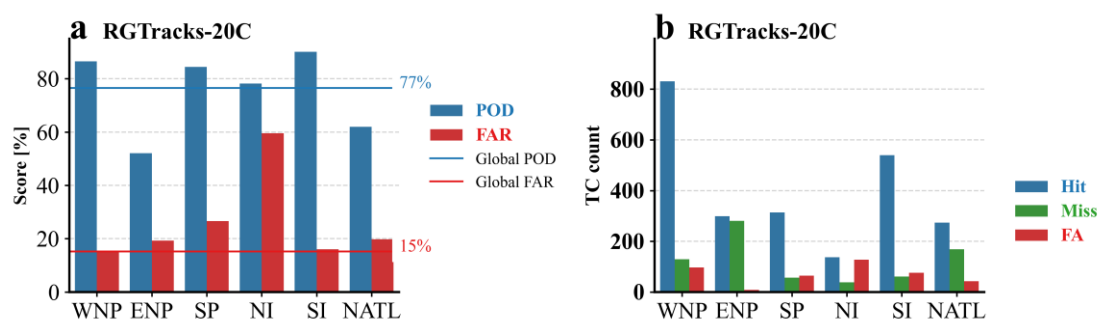 a RGTracks-20C
80
60
40
20
0
Score [%]
77%
15%
WNP ENP SP NI SI NATL
POD
FAR
Global POD
Global FAR
b RGTracks-20C
800
600
400
200
0
TC count
WNP ENP SP NI SI NATL
Hit
Miss
FA